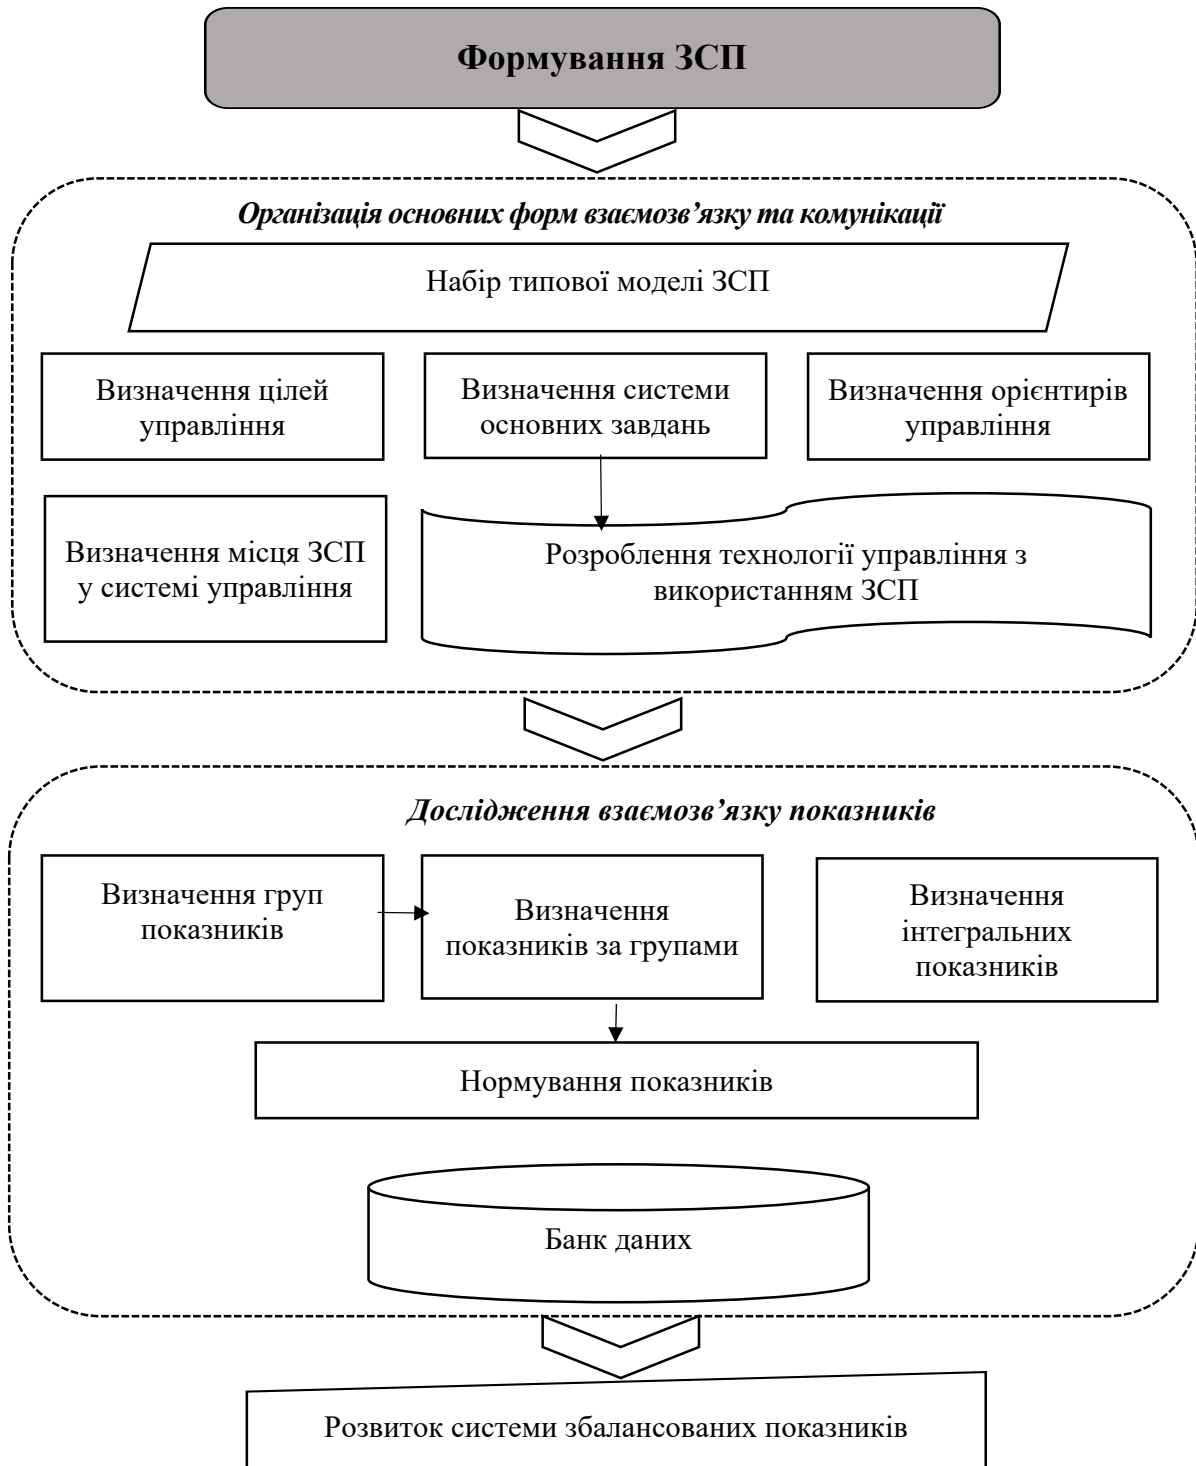 Формування ЗСП
Організація основних форм взаємозв’язку та комунікації
Набір типової моделі ЗСП
Визначення цілей
управління
Визначення системи
основних завдань
Визначення орієнтирів
управління
Визначення місця ЗСП
у системі управління
Розроблення технології управління з
використанням ЗСП
Дослідження взаємозв’язку показників
Визначення груп
показників
Визначення
показників за групами
Визначення
інтегральних
показників
Нормування показників
Банк даних
Розвиток системи збалансованих показників